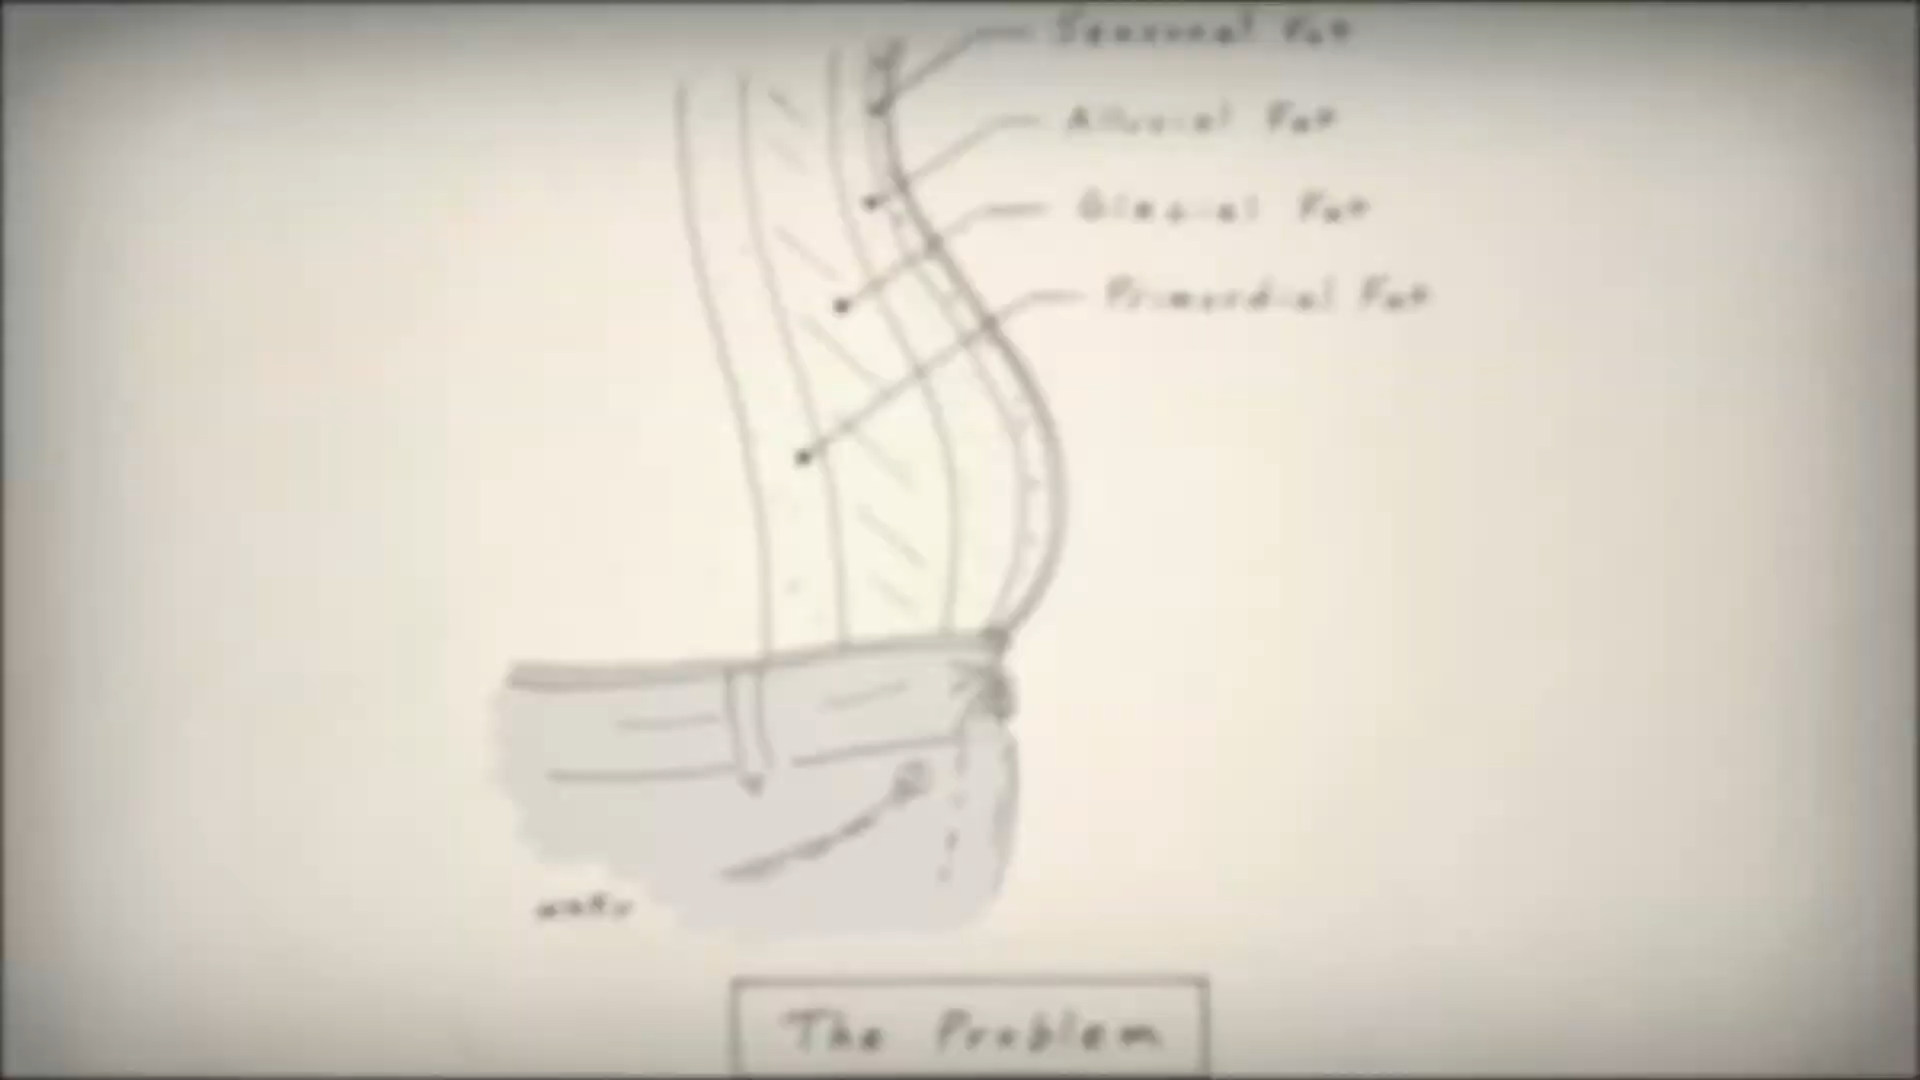 Seasonal Fat
Alluvial Fat
Glacial Fat
Primordial Fat
The Problem